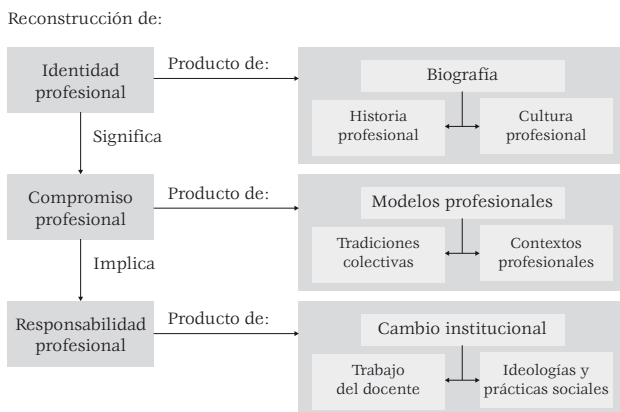 Reconstrucción de:
Identidad
profesional
Producto de:
Biografía
Historia
profesional
Cultura
profesional
Significa
Compromiso
profesional
Producto de:
Modelos profesionales
Tradiciones
colectivas
Contextos
profesionales
Implica
Responsabilidad
profesional
Producto de:
Cambio institucional
Trabajo
del docente
Ideologías y
prácticas sociales